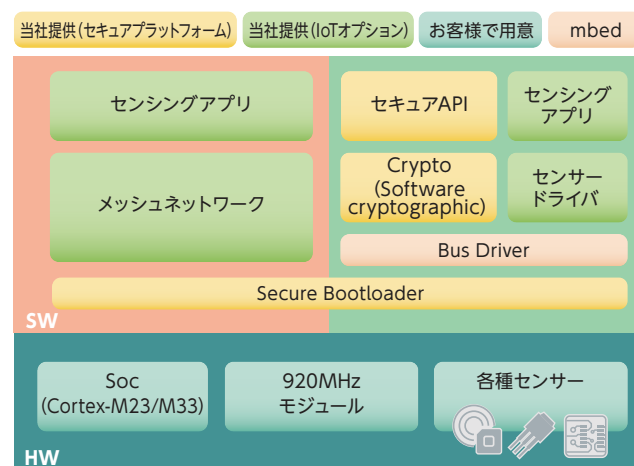 当社提供(セキュアプラットフォーム)
当社提供(IoTオプション)
お客様で用意
mbed
センシングアプリ
セキュアAPI
センシング
アプリ
メッシュネットワーク
Crypto
(Software
cryptographic)
センサー
ドライバ
Bus Driver
Secure Bootloader
SW
Soc
(Cortex-M23/M33)
920MHz
モジュール
各種センサー
HW